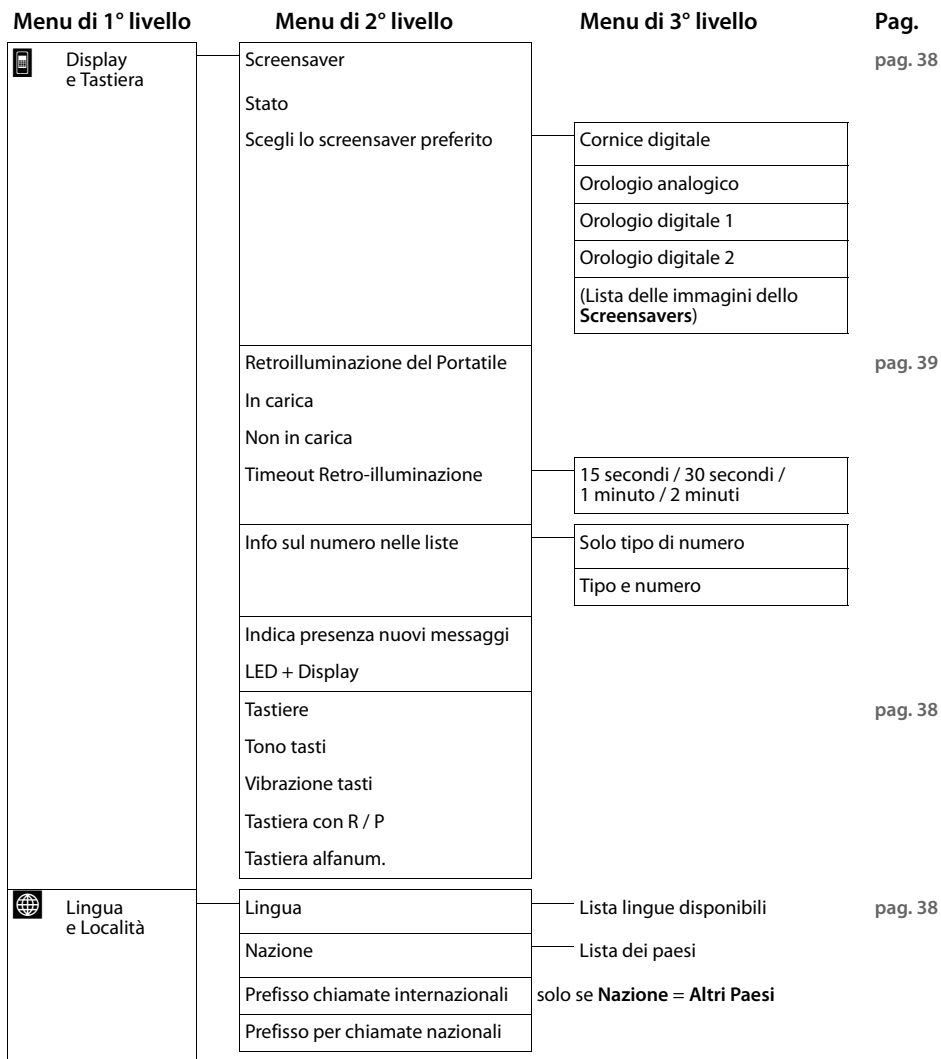 Menu di 1° livello Menu di 2° livello Menu di 3° livello Pag.
Display Screensaver pag. 38
e Tastiera
Stato
Scegli lo screensaver preferito Cornice digitale
Orologio analogico
Orologio digitale 1
Orologio digitale 2
(Lista delle immagini dello
Screensavers)
Retroilluminazione del Portatile pag. 39
In carica
Non in carica
Timeout Retro-illuminazione 15 secondi / 30 secondi /
1 minuto / 2 minuti
Info sul numero nelle liste Solo tipo di numero
Tipo e numero
Indica presenza nuovi messaggi
LED + Display
Tastiere pag. 38
Tono tasti
Vibrazione tasti
Tastiera con R / P
Tastiera alfanum.
Lingua Lingua Lista lingue disponibili pag. 38
e Località
Nazione Lista dei paesi
Prefisso chiamate internazionali solo se Nazione = Altri Paesi
Prefisso per chiamate nazionali